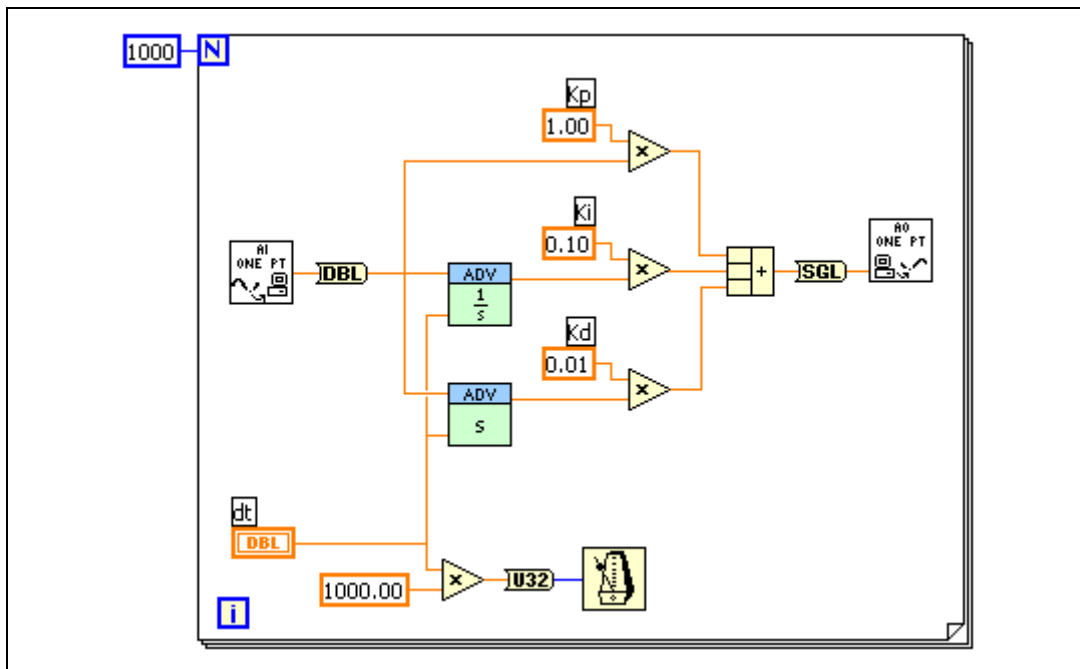 1000 N
Kp
1.00
×
Ki
0.10
×
AI
ONE PT
DBL
ADV
1
s
+
SGL
AO
ONE PT
Kd
0.01
×
ADV
s
dt
DBL
1000.00
×
U32
i